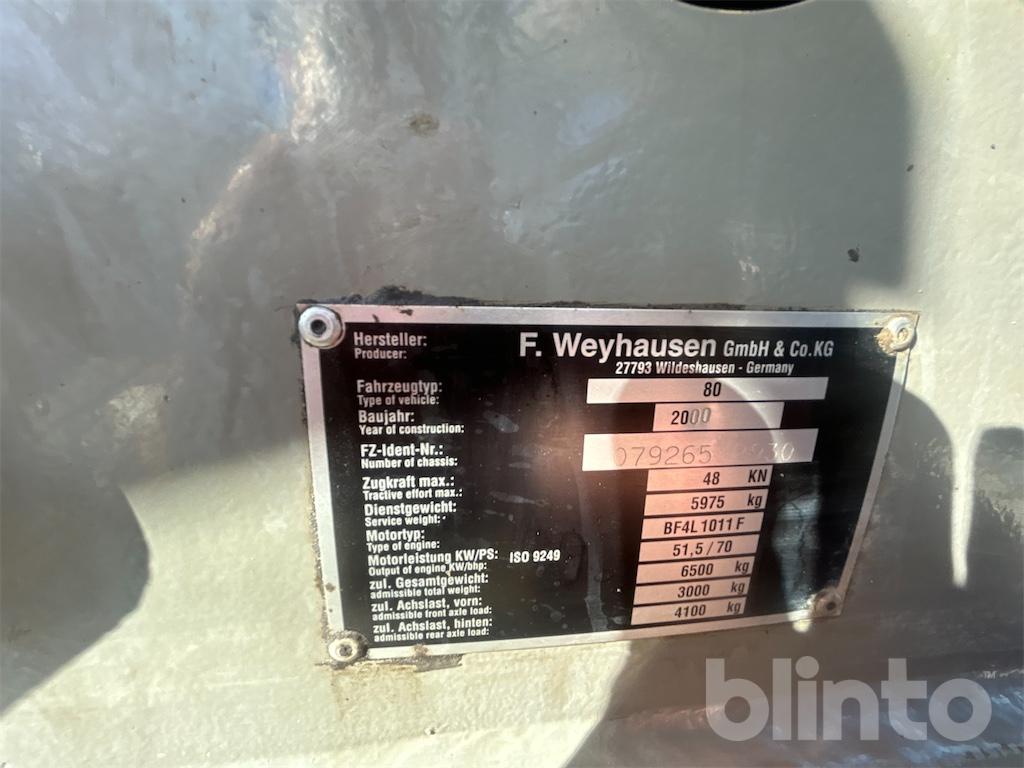 Hersteller:
Producer:
F. Weyhausen GmbH & Co.KG
27793 Wildeshausen - Germany
Fahrzeugtyp:
Type of vehicle:
80
Baujahr:
Year of construction:
2000
FZ-Ident-Nr.:
Number of chassis:
079265
Zugkraft max.:
Tractive effort max.:
48 KN
Dienstgewicht:
Service weight:
5975 kg
Motortyp:
Type of engine:
BF4L1011F
Motorleistung KW/PS: ISO 9249
Output of engine KW/bhp:
51,5/70
zul. Gesamtgewicht:
admissible total weight:
6500 kg
zul. Achslast, vorn:
admissible front axle load:
3000 kg
zul. Achslast, hinten:
admissible rear axle load:
4100 kg
blinto™